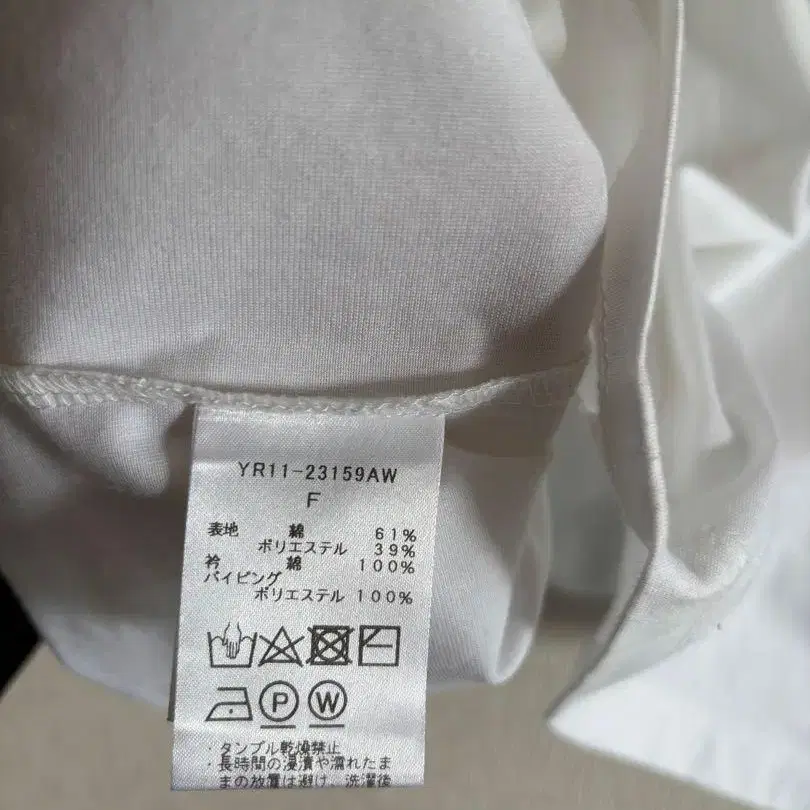 YR11-23159AW
F
表地 綿 61%
ポリエステル 39%
衿 綿 100%
パイピング
ポリエステル 100%
P W
・タンブル乾燥禁止
・長時間の浸漬や濡れたま
まの放置は避け、洗濯後